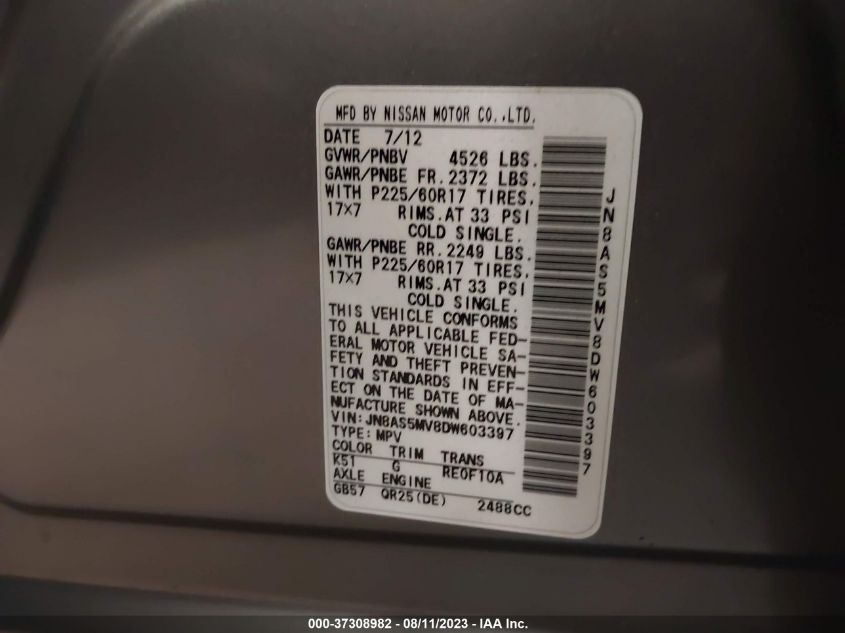 MFD BY NISSAN MOTOR CO.,LTD.
DATE 7/12
GVWR/PNBV 4526 LBS.
GAWR/PNBE FR. 2372 LBS.
WITH P225/60R17 TIRES.
17×7 RIMS. AT 33 PSI
COLD SINGLE.
GAWR/PNBE RR. 2249 LBS.
WITH P225/60R17 TIRES.
17×7 RIMS. AT 33 PSI
COLD SINGLE.
THIS VEHICLE CONFORMS
TO ALL APPLICABLE FED-
ERAL MOTOR VEHICLE SA-
FETY AND THEFT PREVEN-
TION STANDARDS IN EFF-
ECT ON THE DATE OF MA-
NUFACTURE SHOWN ABOVE.
VIN:JN8AS5MV8DW603397
TYPE: MPV
COLOR TRIM TRANS
K51 G RE0F10A
AXLE ENGINE
GB57 QR25(DE) 2488CC
JN8AS5MV8DW603397
000-37308982 - 08/11/2023 - IAA Inc.